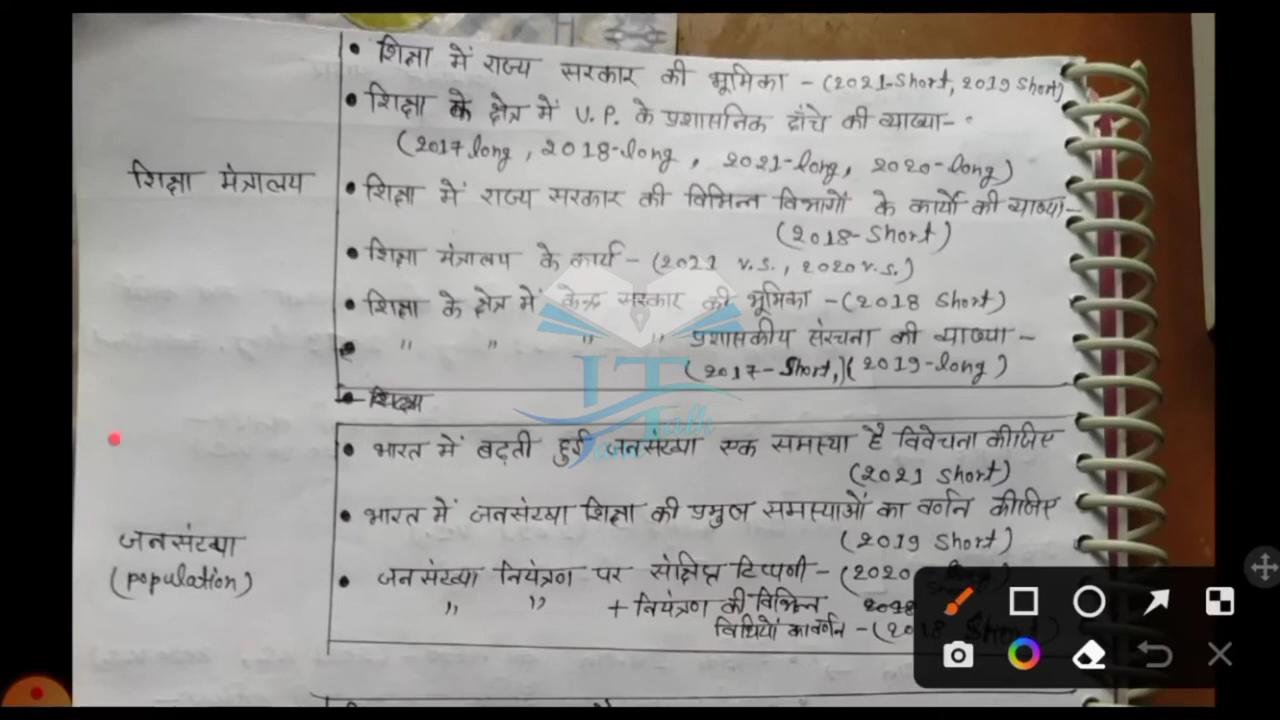 • शिक्षा में राज्य सरकार की भूमिका - (2021-Short, 2019 Short)
• शिक्षा के क्षेत्र में U.P. के प्रशासनिक ढाँचे की व्याख्या-
(2017 long, 2018-long, 2021-long, 2020-long)
शिक्षा मंत्रालय
• शिक्षा में राज्य सरकार की विभिन्न विभागों के कार्यो की व्याख्या-
(2018-Short)
• शिक्षा मंत्रालय के कार्य - (2021 V.S., 2020 V.S.)
• शिक्षा के क्षेत्र में केन्द्र सरकार की भूमिका - (2018 Short)
• " " " " प्रशासकीय संरचना की व्याख्या -
(2017- Short,)(2019-long)
• शिक्षा
• भारत में बढ़ती हुई जनसंख्या एक समस्या है विवेचना कीजिए
(2021 Short)
• भारत में जनसंख्या शिक्षा की प्रमुख समस्याओं का वर्णन कीजिए
(2019 Short)
जनसंख्या
(population)
• जनसंख्या नियंत्रण पर संक्षिप्त टिप्पणी - (2020
" " + नियंत्रण की विभिन्न 2018
विधियों का वर्णन - (2018 Short)
IT
Talk